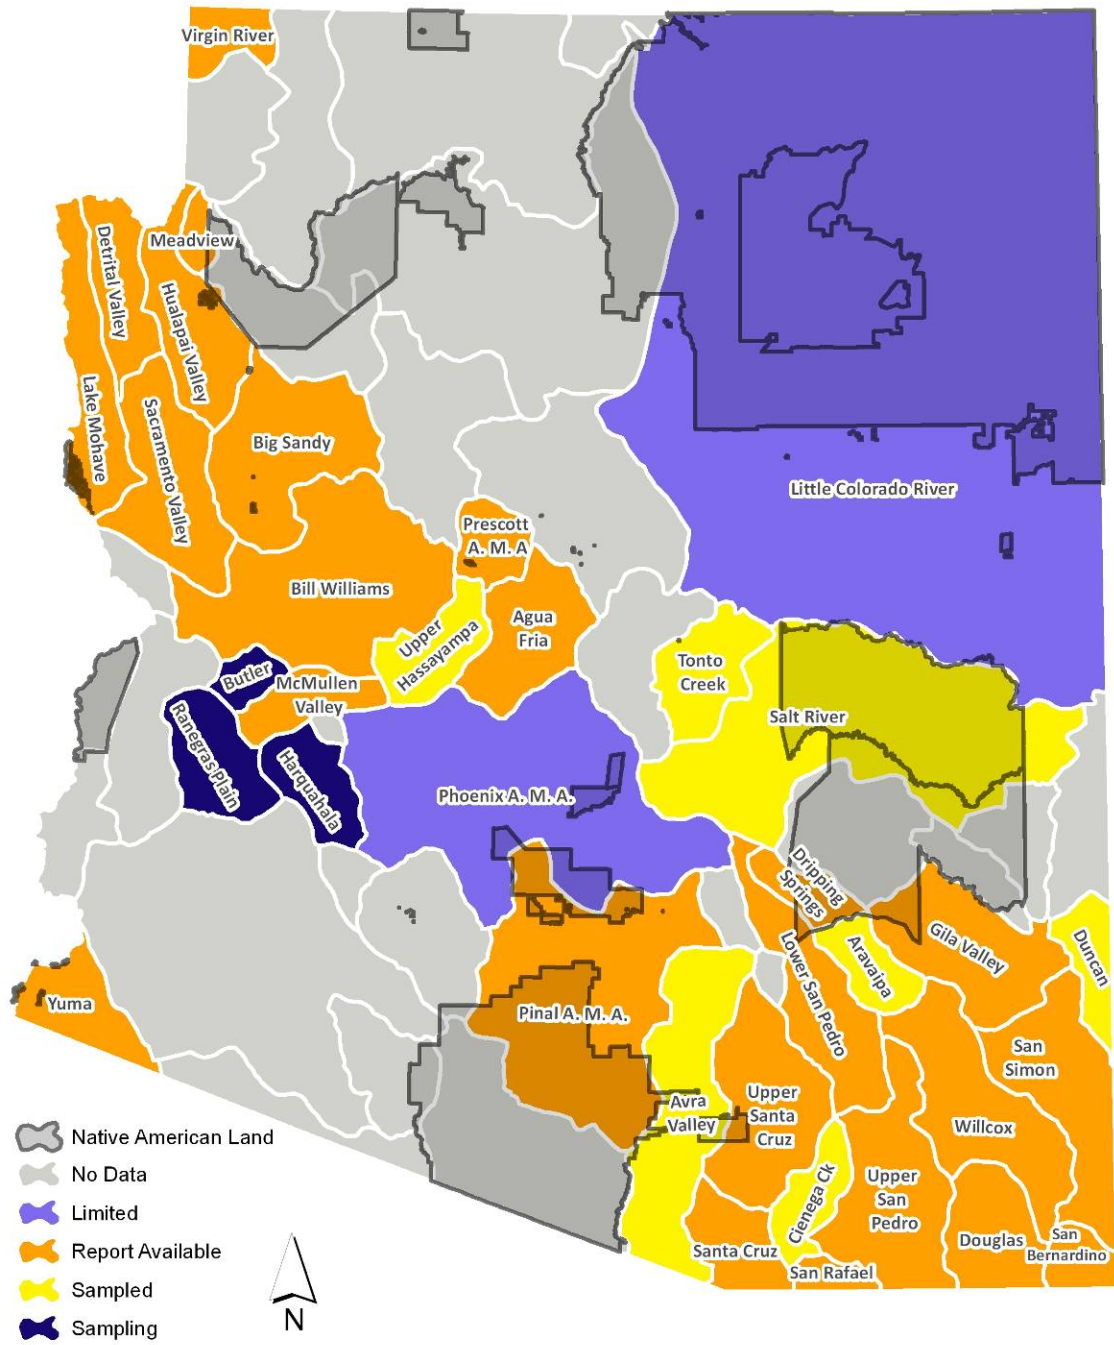 Virgin River
Meadview
Detrital Valley
Hualapai Valley
Lake Mohave
Sacramento Valley
Big Sandy
Little Colorado River
Prescott
A. M. A
Bill Williams
Upper
Hassayampa
Agua
Fria
Tonto
Creek
Butler
McMullen
Valley
Salt River
Ranegras Plain
Harquahala
Phoenix A. M. A.
Dripping
Springs
Gila Valley
Duncan
Aravaipa
Lower San Pedro
Yuma
Pinal A. M. A.
San
Simon
Avra
Valley
Upper
Santa
Cruz
Willcox
Cienega Ck
Upper
San
Pedro
Douglas
San
Bernardino
Santa Cruz
San Rafael
Native American Land
No Data
Limited
Report Available
Sampled
Sampling
N